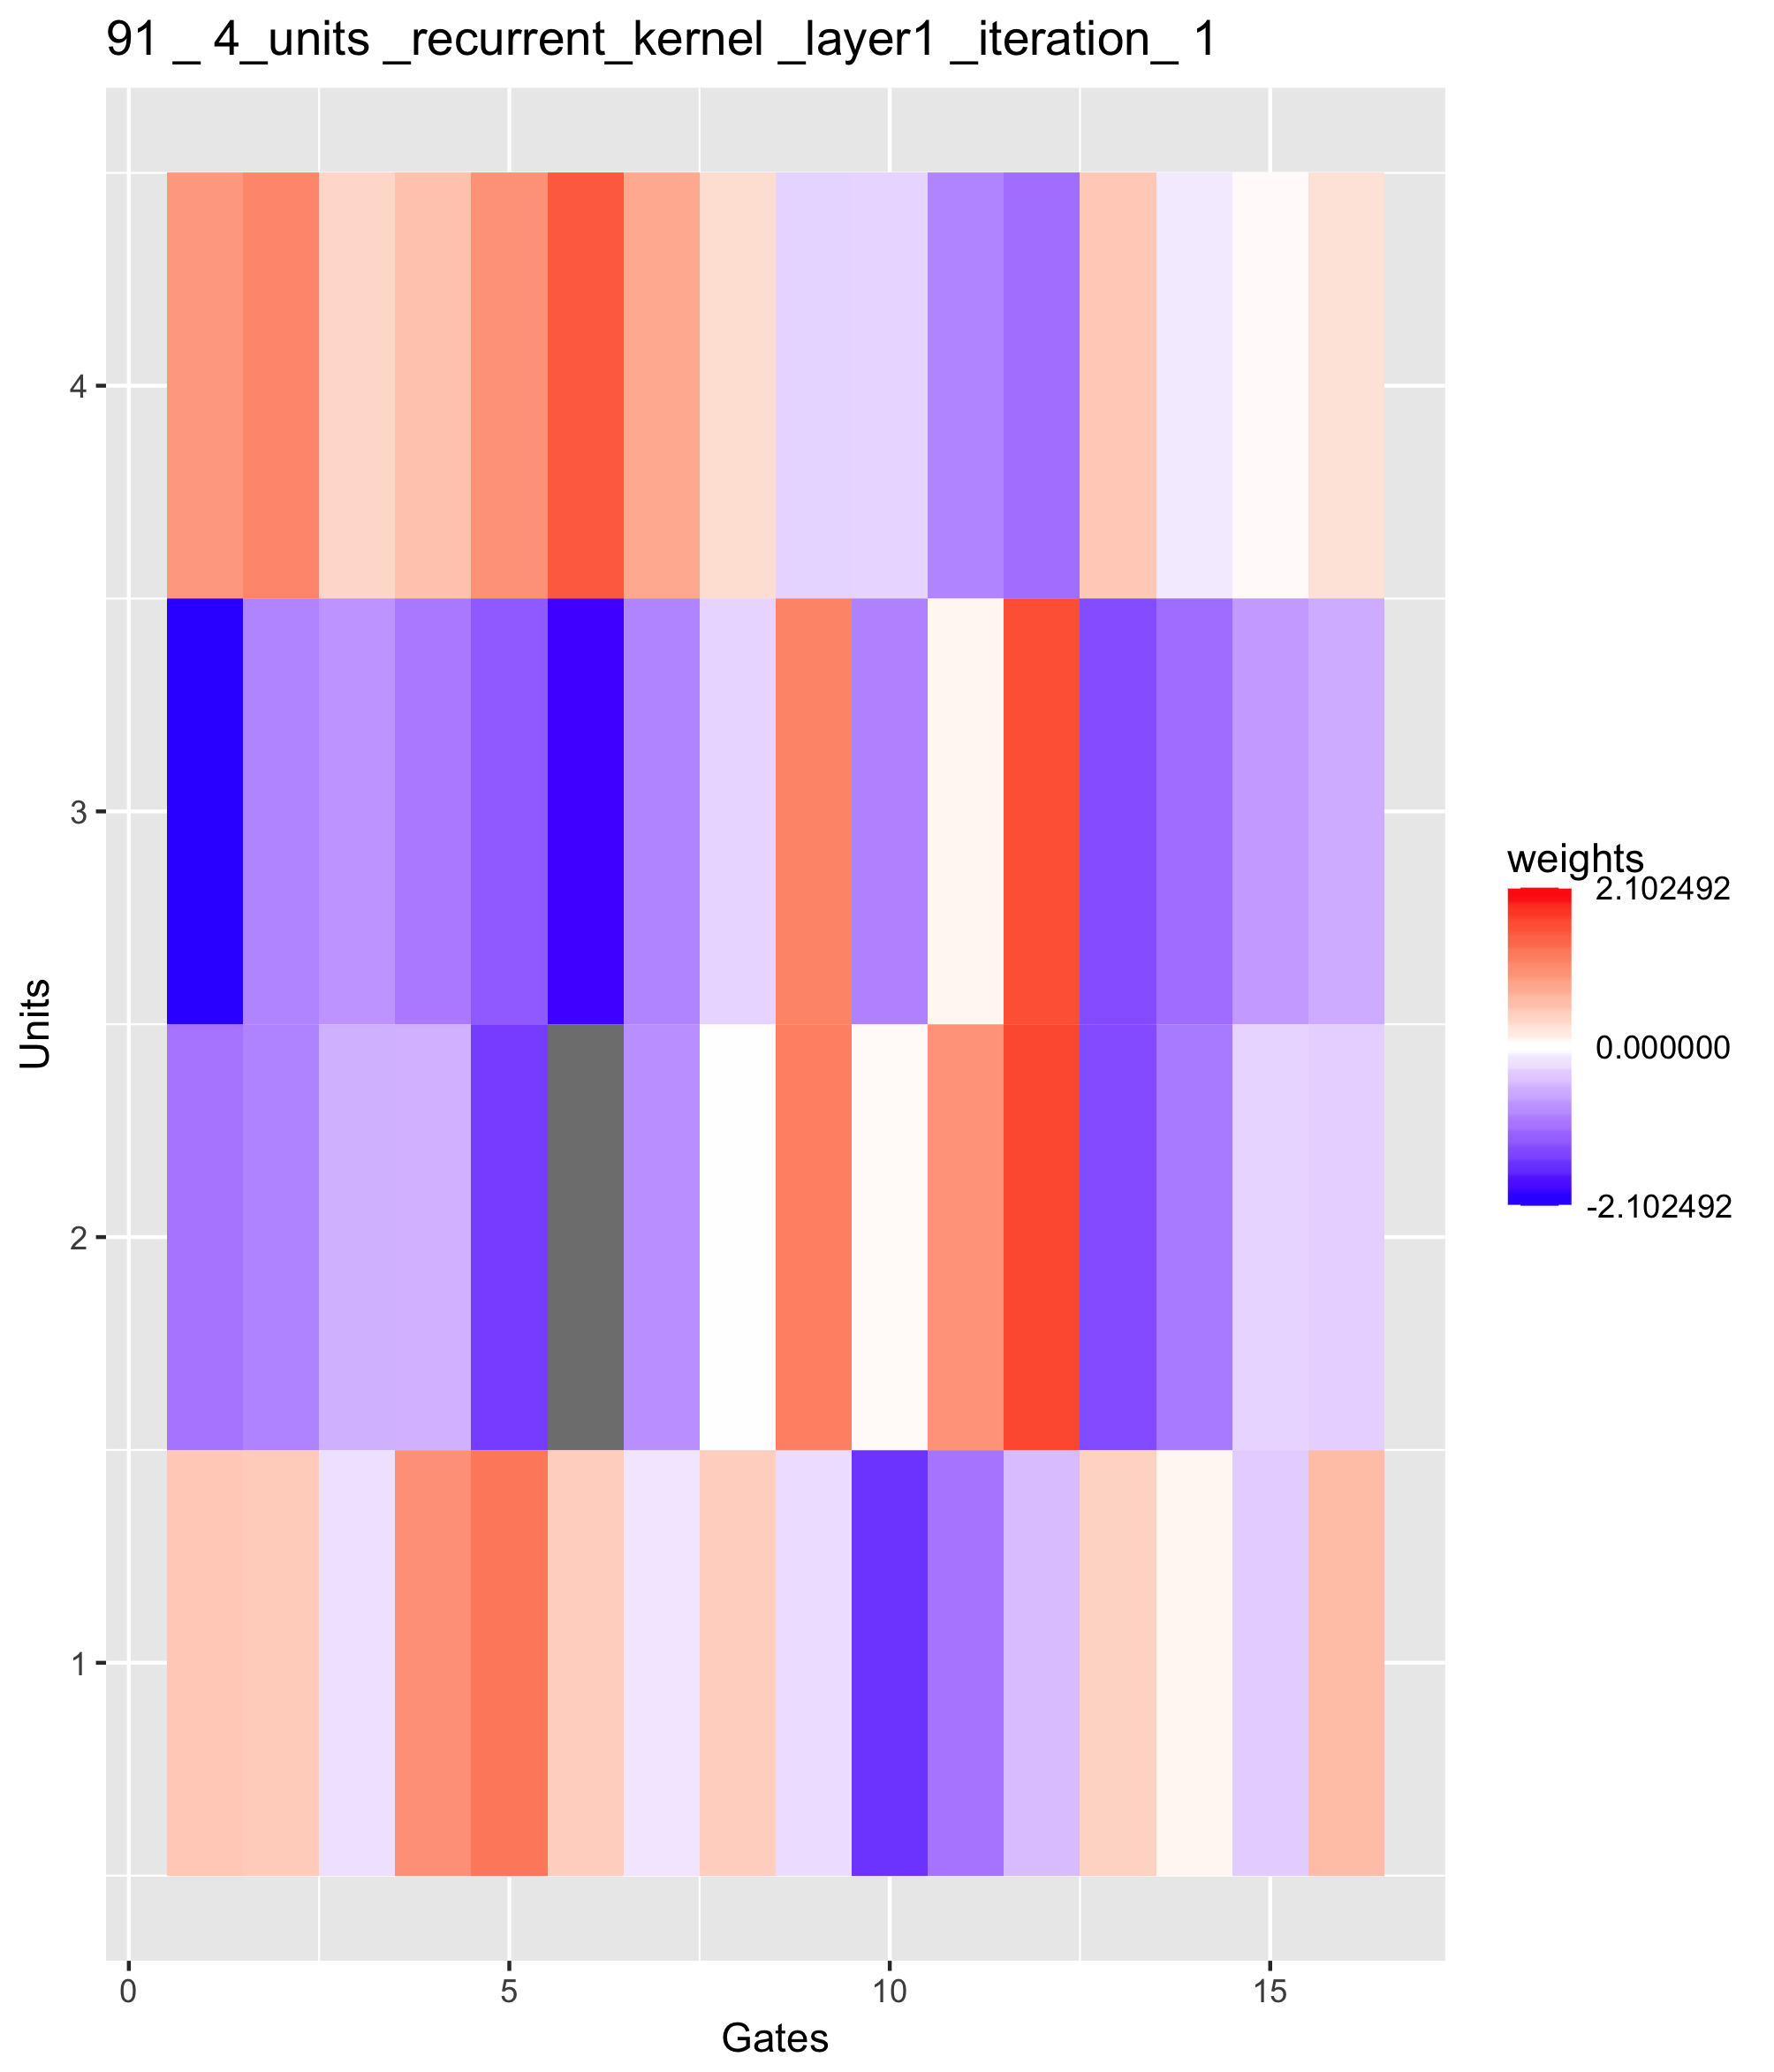 91 _ 4_units _recurrent_kernel _layer1 _iteration_ 1
4
3
2
1
Units
0
5
10
15
Gates
weights
2.102492
0.000000
-2.102492